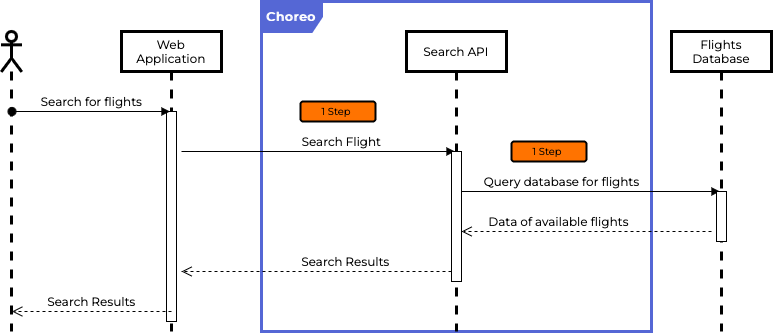 Choreo
Web
Application
Search API
Flights
Database
Search for flights
1 Step
Search Flight
1 Step
Query database for flights
Data of available flights
Search Results
Search Results